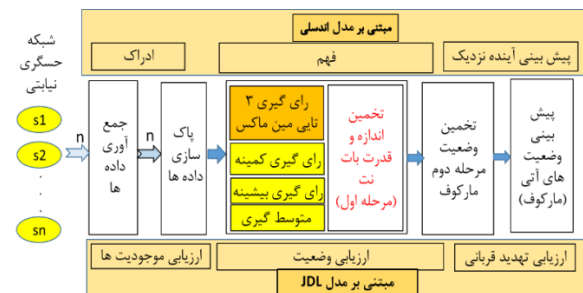 مبتنی بر مدل اندسلی
شبکه
حسگری
نیابتی
ادراک
فهم
پیش بینی آینده نزدیک
s1
s2
.
.
.
sn
n
جمع
آوری
داده
ها
n
پاک
سازی
داده ها
رای گیری ۳
تایی مین ماکس
رای گیری کمینه
رای گیری بیشینه
متوسط گیری
تخمین
اندازه و
قدرت بات
نت
(مرحله اول)
تخمین
وضعیت
مرحله دوم
مارکوف
پیش
بینی
وضعیت
های آتی
(مارکوف)
ارزیابی موجودیت ها
ارزیابی وضعیت
ارزیابی تهدید قربانی
مبتنی بر مدل JDL